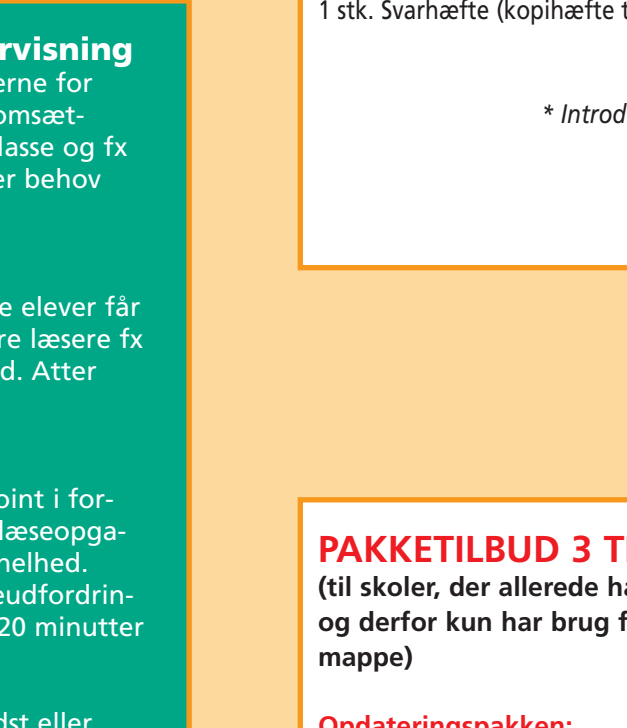 rvisning
erne for
omsæt-
lasse og fx
er behov
e elever får
re læsere fx
d. Atter
oint i for-
læseopga-
helhed.
eudfordrin-
20 minutter
dst eller
1 stk. Svarhæfte (kopihæfte t
* Introd
PAKKETILBUD 3 T
(til skoler, der allerede ha
og derfor kun har brug f
mappe)
Opdateringspakken: